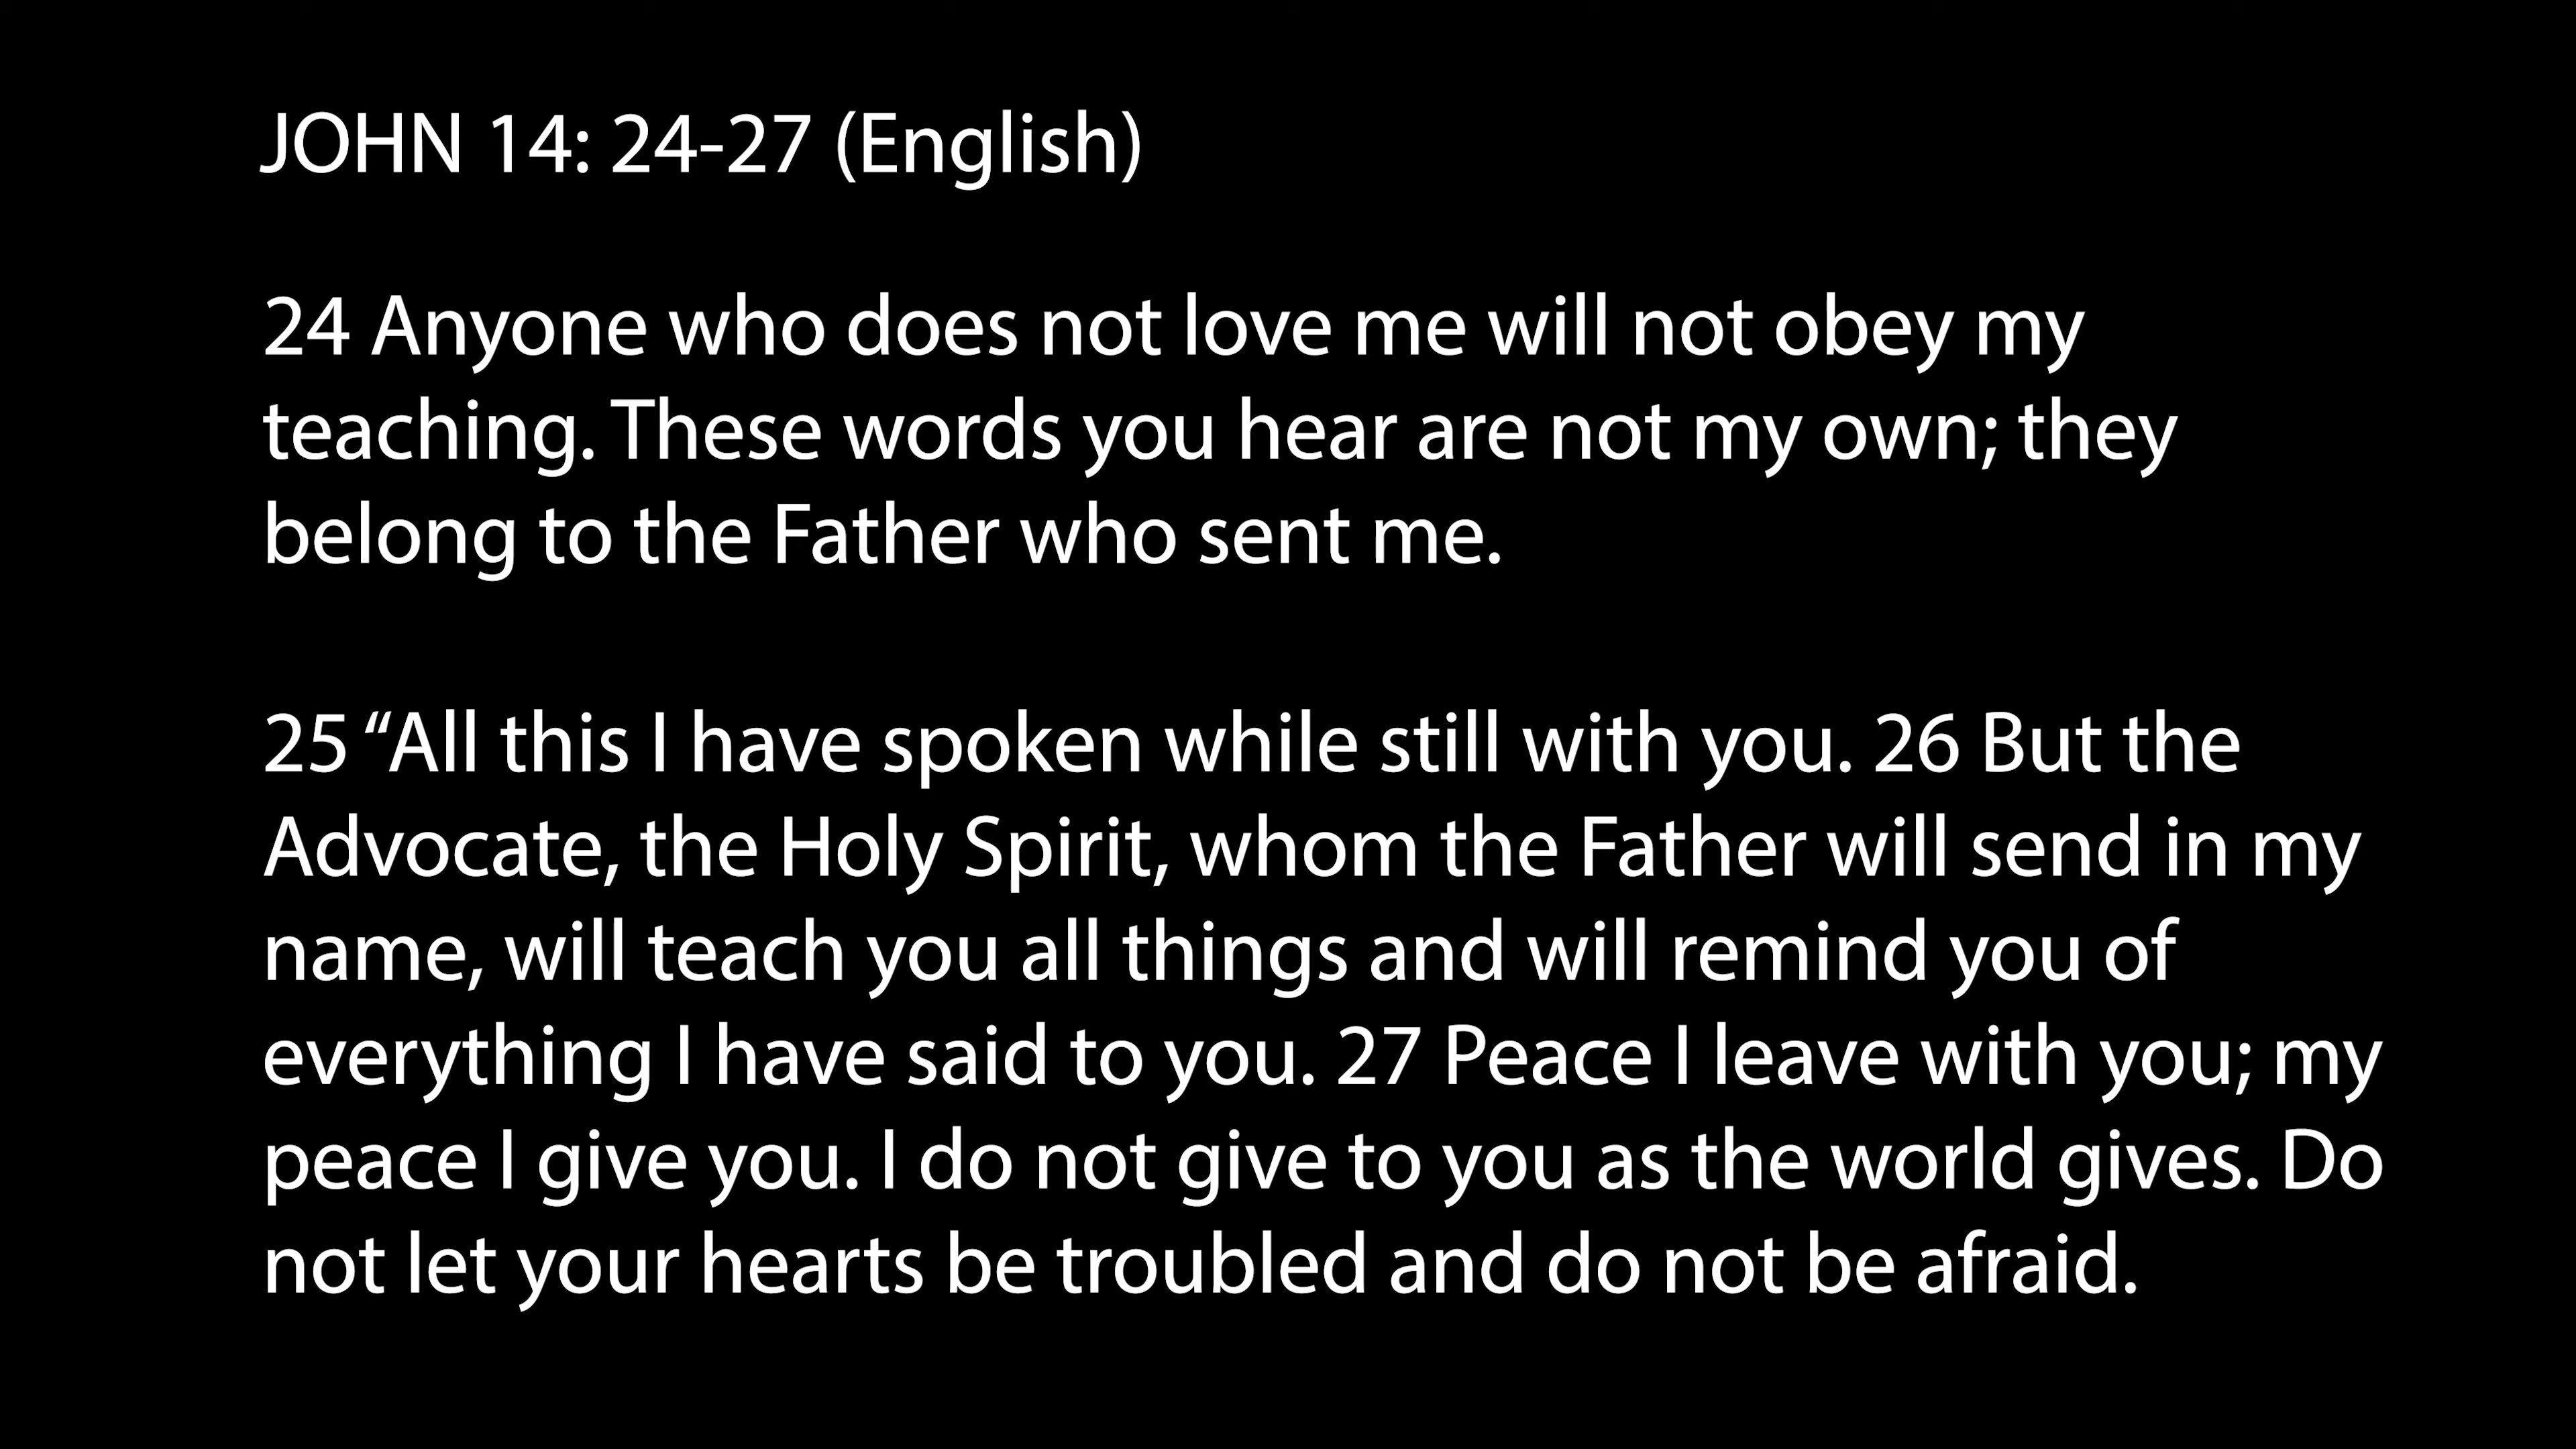 JOHN 14: 24-27 (English)
24 Anyone who does not love me will not obey my
teaching. These words you hear are not my own; they
belong to the Father who sent me.
25 “All this I have spoken while still with you. 26 But the
Advocate, the Holy Spirit, whom the Father will send in my
name, will teach you all things and will remind you of
everything I have said to you. 27 Peace I leave with you; my
peace I give you. I do not give to you as the world gives. Do
not let your hearts be troubled and do not be afraid.